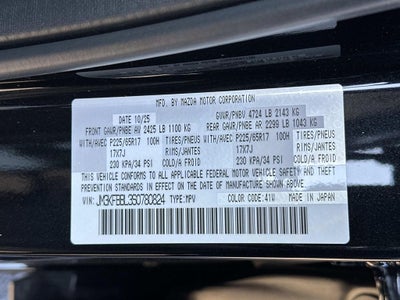 MFD. BY MAZDA MOTOR CORPORATION
DATE 10/25 GVWR/PNBV 4724 LB 2143 KG
FRONT GAWR/PNBE AV 2425 LB 1100 KG REAR GAWR/PNBE AR 2299 LB 1043 KG
WITH/AVEC P225/65R17 100H TIRES/PNEUS WITH/AVEC P225/65R17 100H TIRES/PNEUS
17X7J RIMS/JANTES 17X7J RIMS/JANTES
230 KPA/34 PSI COLD/A FROID 230 KPA/34 PSI COLD/A FROID
THIS VEHICLE CONFORMS TO ALL APPLICABLE FEDERAL MOTOR VEHICLE SAFETY
AND THEFT PREVENTION STANDARDS IN EFFECT ON THE DATE OF MANUFACTURE
SHOWN ABOVE.
VIN: JM3KFBBL3S0780824 TYPE:MPV COLOR CODE:41W MADE IN JAPAN